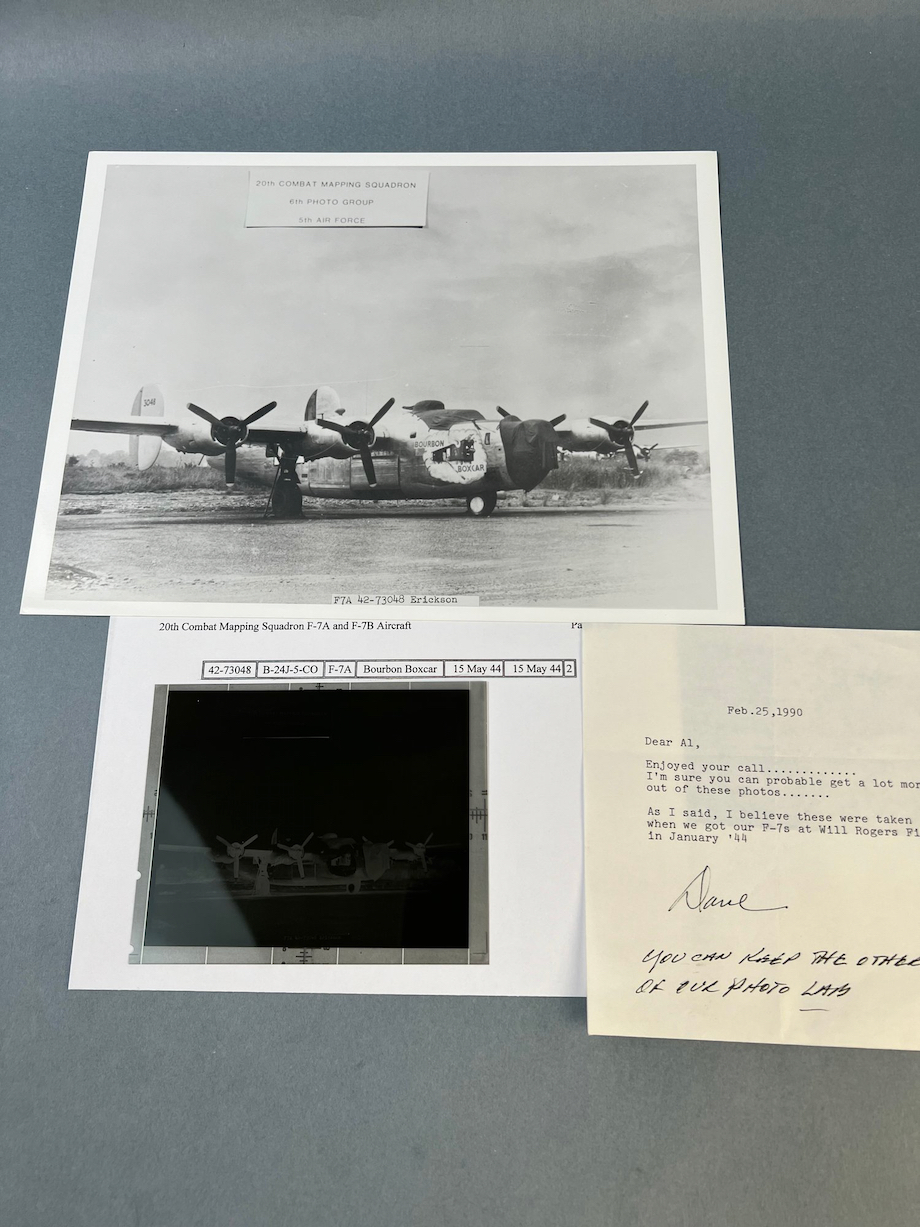 20th COMBAT MAPPING SQUADRON
6th PHOTO GROUP
5th AIR FORCE
3048
BOURBON
BOXCAR
F7A 42-73048 Erickson
20th Combat Mapping Squadron F-7A and F-7B Aircraft Pa
42-73048 B-24J-5-CO F-7A Bourbon Boxcar 15 May 44 15 May 44 2
Feb.25,1990
Dear Al,
Enjoyed your call.............
I'm sure you can probable get a lot mor
out of these photos.......
As I said, I believe these were taken
when we got our F-7s at Will Rogers Fi
in January '44
Dave
YOU CAN KEEP THE OTHER
OF OUR PHOTO LAB